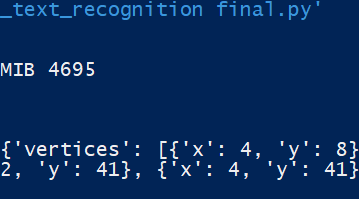 _text_recognition final.py'
MIB 4695
{'vertices': [{'x': 4, 'y': 8}
2, 'y': 41}, {'x': 4, 'y': 41}